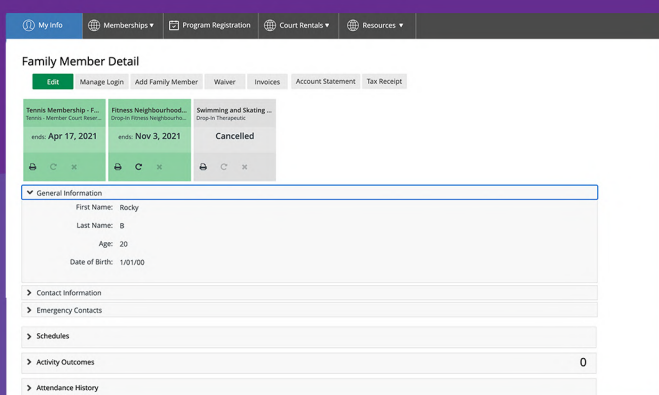 My Info Memberships▼ Program Registration Court Rentals▼ Resources ▼
Family Member Detail
Edit Manage Login Add Family Member Waiver Invoices Account Statement Tax Receipt
Tennis Membership - F... Fitness Neighbourhood... Swimming and Skating ...
Tennis - Member Court Reser... Drop-In Fitness Neighbourho... Drop-In Therapeutic
ends: Apr 17, 2021 ends: Nov 3, 2021 Cancelled
General Information
First Name: Rocky
Last Name: B
Age: 20
Date of Birth: 1/01/00
Contact Information
Emergency Contacts
Schedules
Activity Outcomes 0
Attendance History